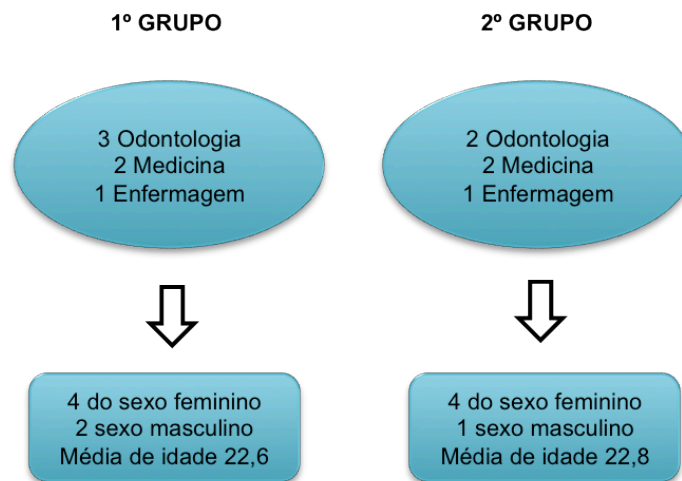 1º GRUPO
3 Odontologia
2 Medicina
1 Enfermagem
4 do sexo feminino
2 sexo masculino
Média de idade 22,6
2º GRUPO
2 Odontologia
2 Medicina
1 Enfermagem
4 do sexo feminino
1 sexo masculino
Média de idade 22,8